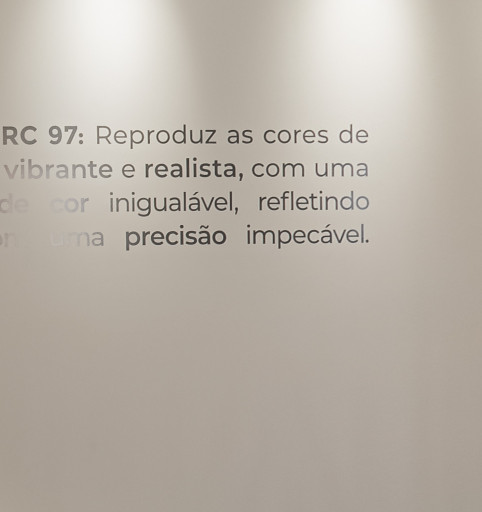 RC 97: Reproduz as cores de
vibrante e realista, com uma
de cor inigualável, refletindo
uma precisão impecável.